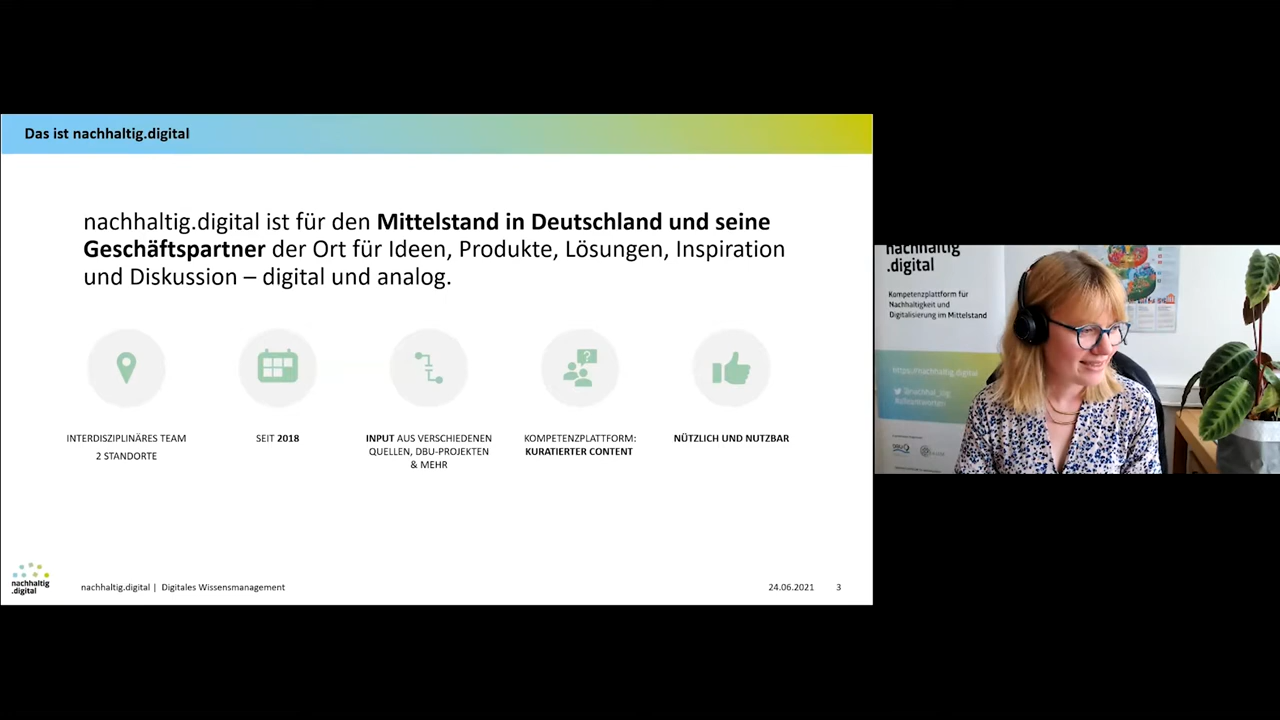 Das ist nachhaltig.digital
nachhaltig.digital ist für den Mittelstand in Deutschland und seine
Geschäftspartner der Ort für Ideen, Produkte, Lösungen, Inspiration
und Diskussion – digital und analog.
INTERDISZIPLINÄRES TEAM
2 STANDORTE
SEIT 2018
INPUT AUS VERSCHIEDENEN
QUELLEN, DBU-PROJEKTEN
& MEHR
KOMPETENZPLATTFORM:
KURATIERTER CONTENT
NÜTZLICH UND NUTZBAR
nachhaltig
.digital
nachhaltig.digital | Digitales Wissensmanagement
24.06.2021
3
nachhaltig
.digital
Kompetenzplattform für
Nachhaltigkeit und
Digitalisierung im Mittelstand
https://nachhaltig.digital